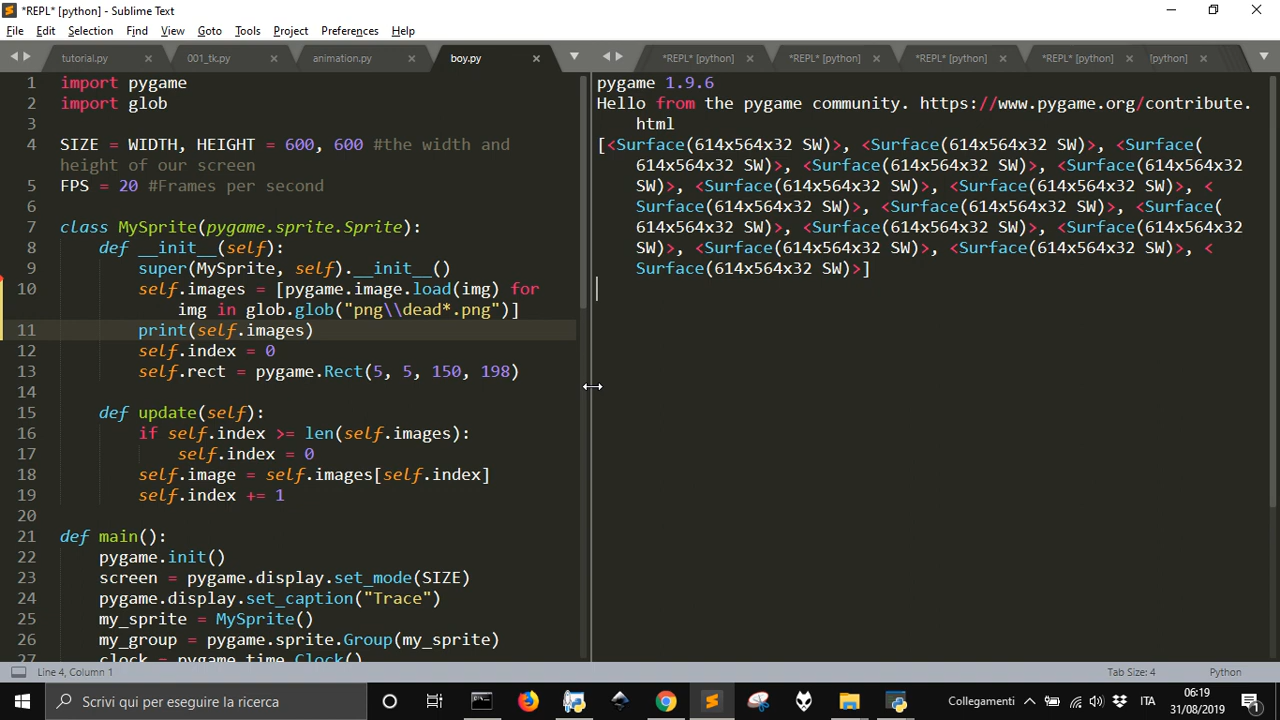 *REPL* [python] - Sublime Text
File Edit Selection Find View Goto Tools Project Preferences Help
tutorial.py 001_tk.py animation.py boy.py *REPL* [python] *REPL* [python] *REPL* [python] *REPL* [python] [python]
1 import pygame
2 import glob
3
4 SIZE = WIDTH, HEIGHT = 600, 600 #the width and
height of our screen
5 FPS = 20 #Frames per second
6
7 class MySprite(pygame.sprite.Sprite):
8 def __init__(self):
9 super(MySprite, self).__init__()
10 self.images = [pygame.image.load(img) for
img in glob.glob("png\\dead*.png")]
11 print(self.images)
12 self.index = 0
13 self.rect = pygame.Rect(5, 5, 150, 198)
14
15 def update(self):
16 if self.index >= len(self.images):
17 self.index = 0
18 self.image = self.images[self.index]
19 self.index += 1
20
21 def main():
22 pygame.init()
23 screen = pygame.display.set_mode(SIZE)
24 pygame.display.set_caption("Trace")
25 my_sprite = MySprite()
26 my_group = pygame.sprite.Group(my_sprite)
27 clock = pygame.time.Clock()
pygame 1.9.6
Hello from the pygame community. https://www.pygame.org/contribute.
html
[<Surface(614x564x32 SW)>, <Surface(614x564x32 SW)>, <Surface(
614x564x32 SW)>, <Surface(614x564x32 SW)>, <Surface(614x564x32
SW)>, <Surface(614x564x32 SW)>, <Surface(614x564x32 SW)>, <
Surface(614x564x32 SW)>, <Surface(614x564x32 SW)>, <Surface(
614x564x32 SW)>, <Surface(614x564x32 SW)>, <Surface(614x564x32
SW)>, <Surface(614x564x32 SW)>, <Surface(614x564x32 SW)>, <
Surface(614x564x32 SW)>]
Line 4, Column 1 Tab Size: 4 Python
Scrivi qui per eseguire la ricerca Collegamenti ITA
06:19
31/08/2019
1